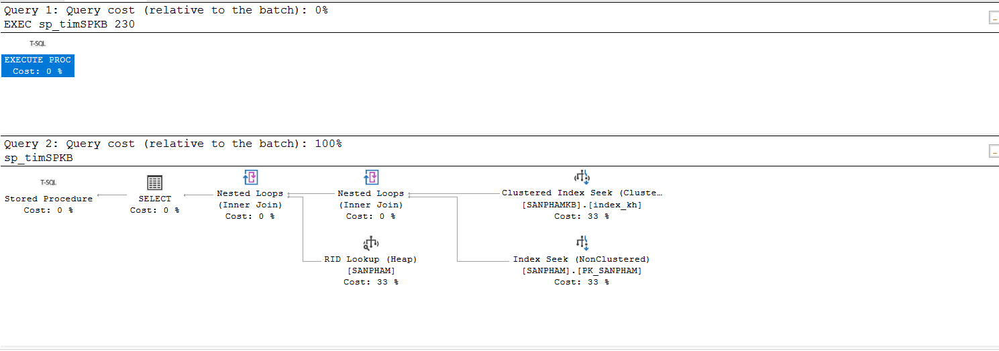 Query 1: Query cost (relative to the batch): 0%
EXEC sp_timSPKB 230
T-SQL
EXECUTE PROC
Cost: 0 %
Query 2: Query cost (relative to the batch): 100%
sp_timSPKB
T-SQL
Stored Procedure
Cost: 0 %
SELECT
Cost: 0 %
Nested Loops
(Inner Join)
Cost: 0 %
Nested Loops
(Inner Join)
Cost: 0 %
Clustered Index Seek (Cluste…
[SANPHAMKB].[index_kh]
Cost: 33 %
RID Lookup (Heap)
[SANPHAM]
Cost: 33 %
Index Seek (NonClustered)
[SANPHAM].[PK_SANPHAM]
Cost: 33 %